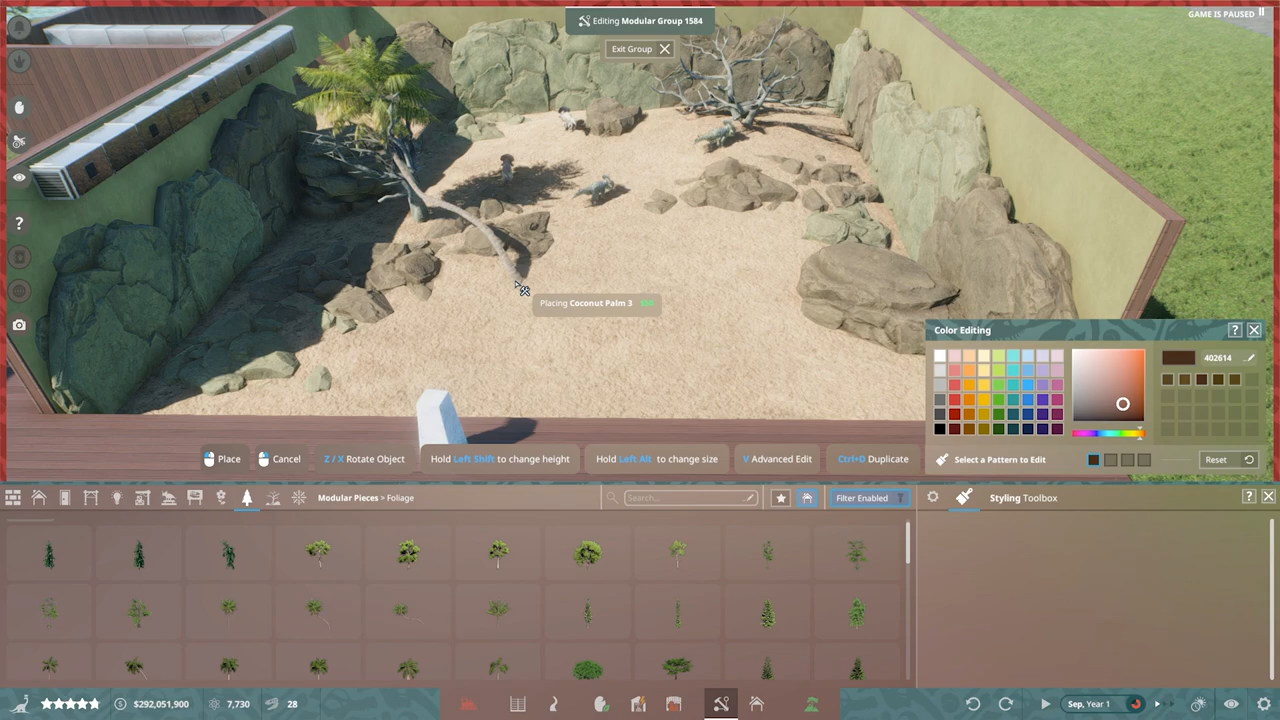 Editing Modular Group 1584
GAME IS PAUSED
Exit Group
Placing Coconut Palm 3 $50
Color Editing
?
402614
Place
Cancel
Z / X Rotate Object
Hold Left Shift to change height
Hold Left Alt to change size
V Advanced Edit
Ctrl+D Duplicate
Select a Pattern to Edit
Reset
Modular Pieces > Foliage
Search...
Filter Enabled
Styling Toolbox
?
?
$292,051,900
7,730
28
Sep, Year 1